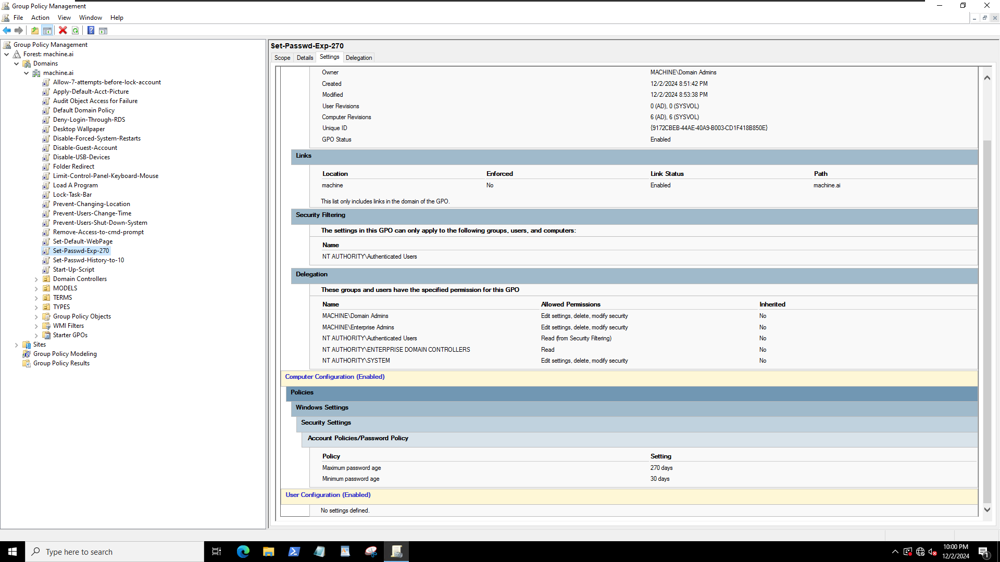 Group Policy Management
File Action View Window Help
Group Policy Management
Forest: machine.ai
Domains
machine.ai
Allow-7-attempts-before-lock-account
Apply-Default-Acct-Picture
Audit Object Access for Failure
Default Domain Policy
Deny-Login-Through-RDS
Desktop Wallpaper
Disable-Forced-System-Restarts
Disable-Guest-Account
Disable-USB-Devices
Folder Redirect
Limit-Control-Panel-Keyboard-Mouse
Load A Program
Lock-Task-Bar
Prevent-Changing-Location
Prevent-Users-Change-Time
Prevent-Users-Shut-Down-System
Remove-Access-to-cmd-prompt
Set-Default-WebPage
Set-Passwd-Exp-270
Set-Passwd-History-to-10
Start-Up-Script
Domain Controllers
MODELS
TERMS
TYPES
Group Policy Objects
WMI Filters
Starter GPOs
Sites
Group Policy Modeling
Group Policy Results
Set-Passwd-Exp-270
Scope Details Settings Delegation
Owner MACHINE\Domain Admins
Created 12/2/2024 8:51:42 PM
Modified 12/2/2024 8:53:38 PM
User Revisions 0 (AD), 0 (SYSVOL)
Computer Revisions 6 (AD), 6 (SYSVOL)
Unique ID {9172CBEB-44AE-40A9-B003-CD1F418B850E}
GPO Status Enabled
Links
Location Enforced Link Status Path
machine No Enabled machine.ai
This list only includes links in the domain of the GPO.
Security Filtering
The settings in this GPO can only apply to the following groups, users, and computers:
Name
NT AUTHORITY\Authenticated Users
Delegation
These groups and users have the specified permission for this GPO
Name Allowed Permissions Inherited
MACHINE\Domain Admins Edit settings, delete, modify security No
MACHINE\Enterprise Admins Edit settings, delete, modify security No
NT AUTHORITY\Authenticated Users Read (from Security Filtering) No
NT AUTHORITY\ENTERPRISE DOMAIN CONTROLLERS Read No
NT AUTHORITY\SYSTEM Edit settings, delete, modify security No
Computer Configuration (Enabled)
Policies
Windows Settings
Security Settings
Account Policies/Password Policy
Policy Setting
Maximum password age 270 days
Minimum password age 30 days
User Configuration (Enabled)
No settings defined.
Type here to search
10:00 PM
12/2/2024
1